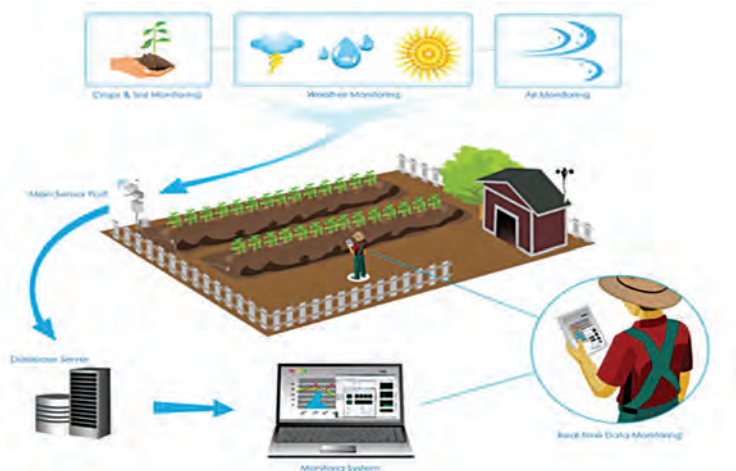 Crops & Soil Monitoring
Weather Monitoring
Air Monitoring
Main Sensor Post
Database Server
Real-time Data Monitoring
Monitoring System